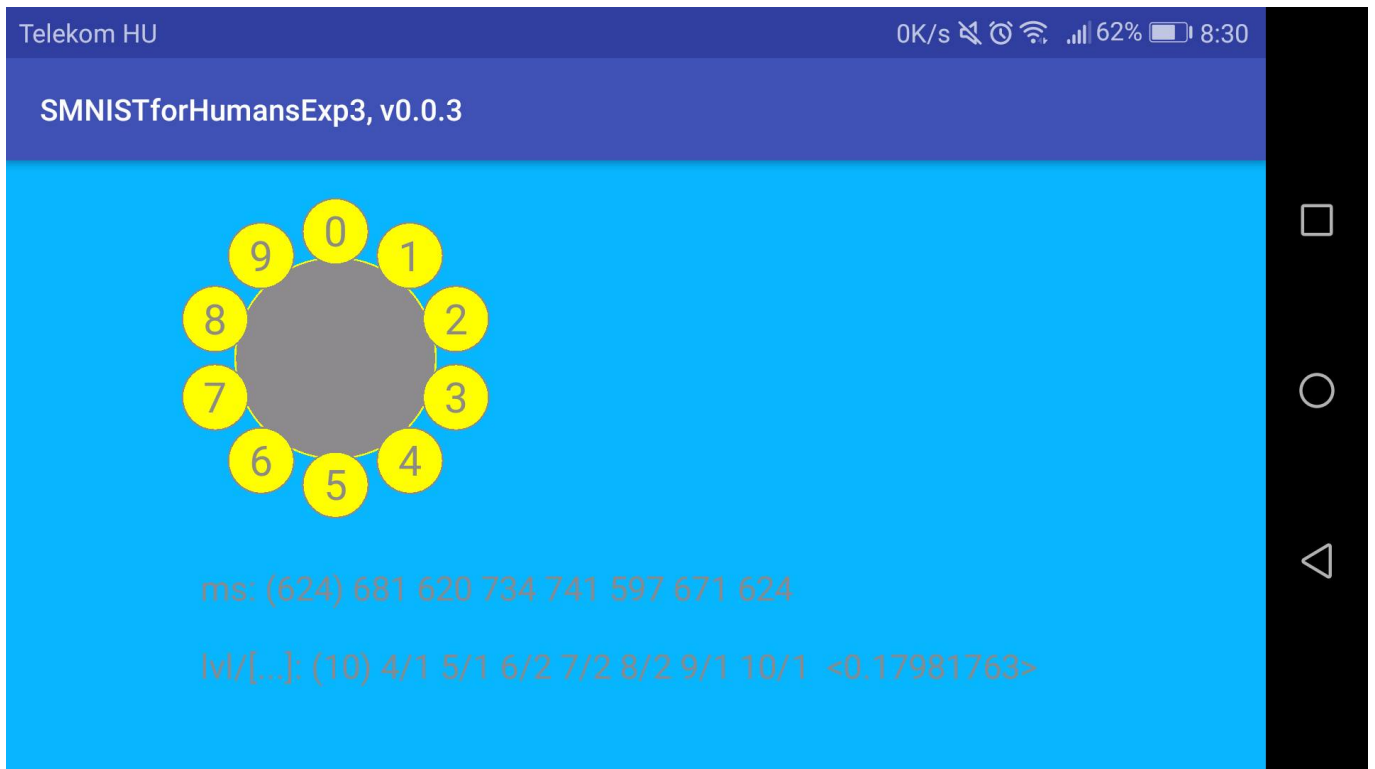 Telekom HU 0K/s 62% 8:30
SMNISTforHumansExp3, v0.0.3
0
9 1
8 2
7 3
6 4
5
ms: (624) 681 620 734 741 597 671 624
lvl/[...]: (10) 4/1 5/1 6/2 7/2 8/2 9/1 10/1 <0.17981763>